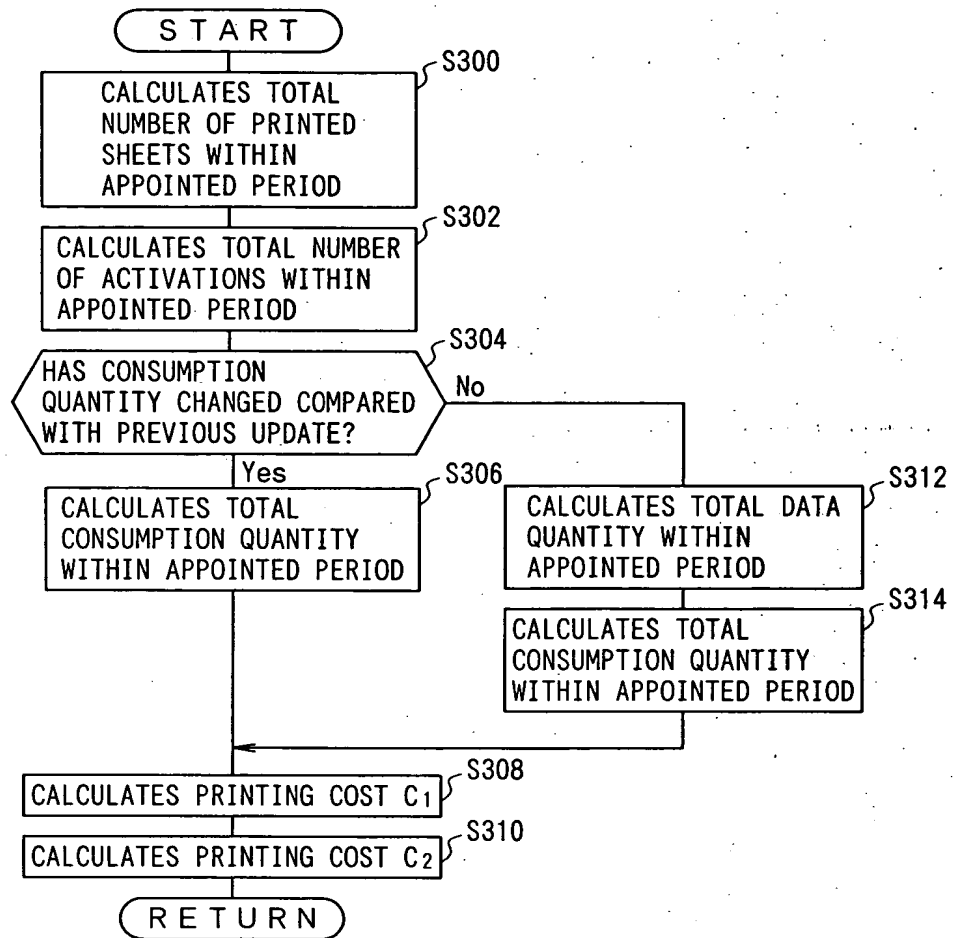 START
S300
CALCULATES TOTAL
NUMBER OF PRINTED
SHEETS WITHIN
APPOINTED PERIOD
S302
CALCULATES TOTAL NUMBER
OF ACTIVATIONS WITHIN
APPOINTED PERIOD
S304
HAS CONSUMPTION
QUANTITY CHANGED COMPARED
WITH PREVIOUS UPDATE?
No
Yes
S306
CALCULATES TOTAL
CONSUMPTION QUANTITY
WITHIN APPOINTED PERIOD
S312
CALCULATES TOTAL DATA
QUANTITY WITHIN
APPOINTED PERIOD
S314
CALCULATES TOTAL
CONSUMPTION QUANTITY
WITHIN APPOINTED PERIOD
S308
CALCULATES PRINTING COST C1
S310
CALCULATES PRINTING COST C2
RETURN